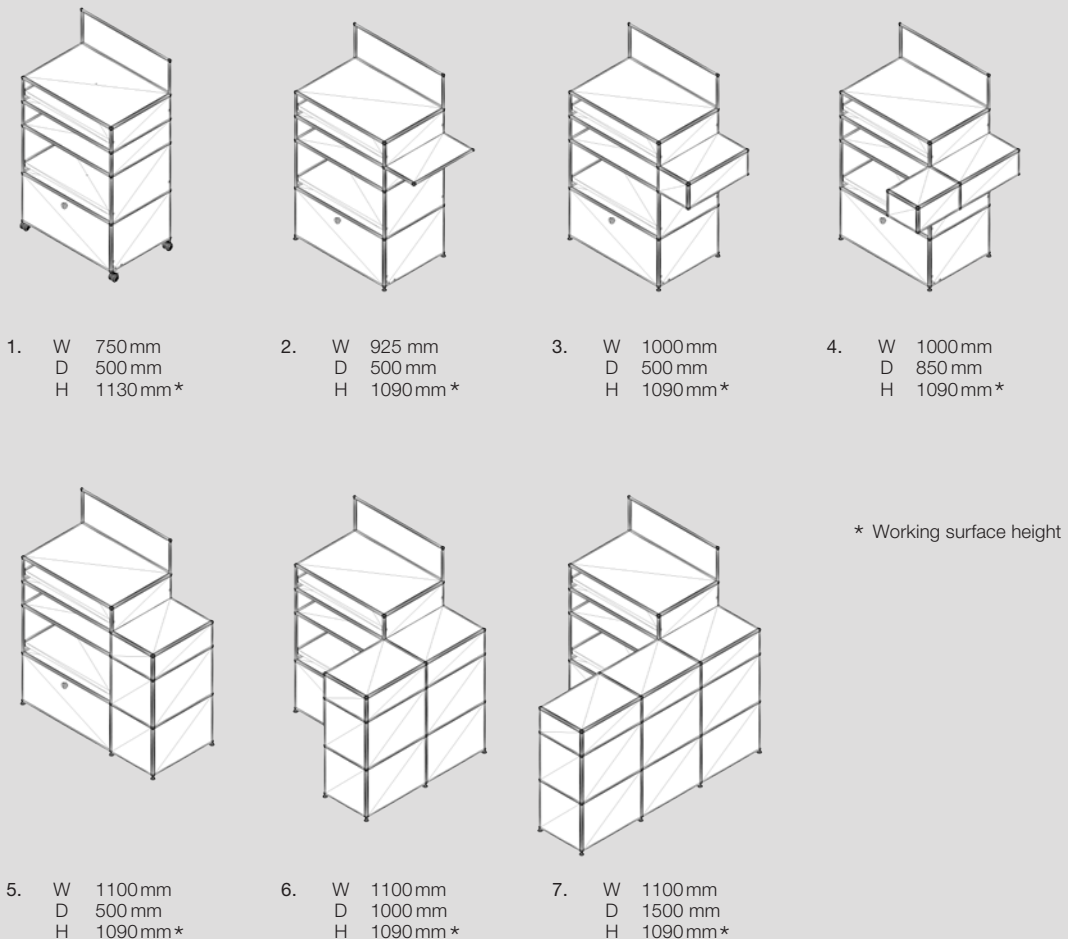 1. W 750 mm
D 500 mm
H 1130 mm*
2. W 925 mm
D 500 mm
H 1090 mm*
3. W 1000 mm
D 500 mm
H 1090 mm*
4. W 1000 mm
D 850 mm
H 1090 mm*
* Working surface height
5. W 1100 mm
D 500 mm
H 1090 mm*
6. W 1100 mm
D 1000 mm
H 1090 mm*
7. W 1100 mm
D 1500 mm
H 1090 mm*